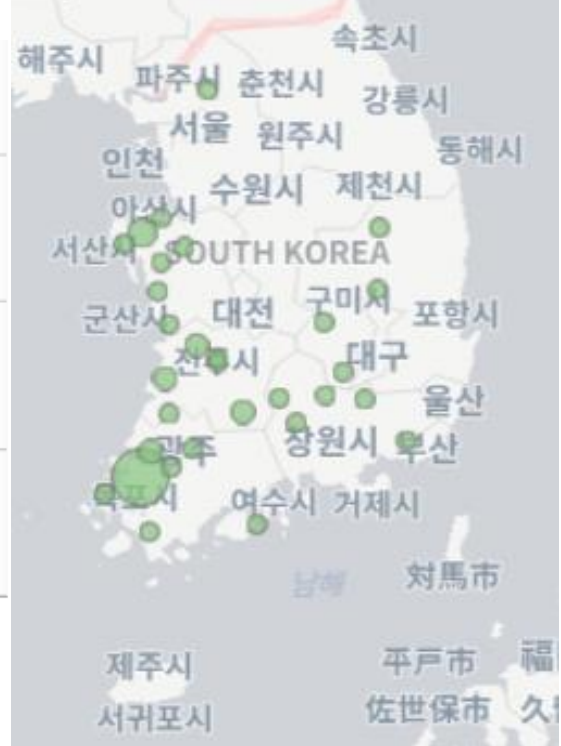 속초시
해주시
파주시
춘천시
강릉시
서울
원주시
동해시
인천
수원시
제천시
아산시
서산시
SOUTH KOREA
대전
구미시
군산시
포항시
전주시
대구
울산
광주
창원시
부산
목포시
여수시
거제시
남해
対馬市
제주시
平戸市
福
서귀포시
佐世保市
久